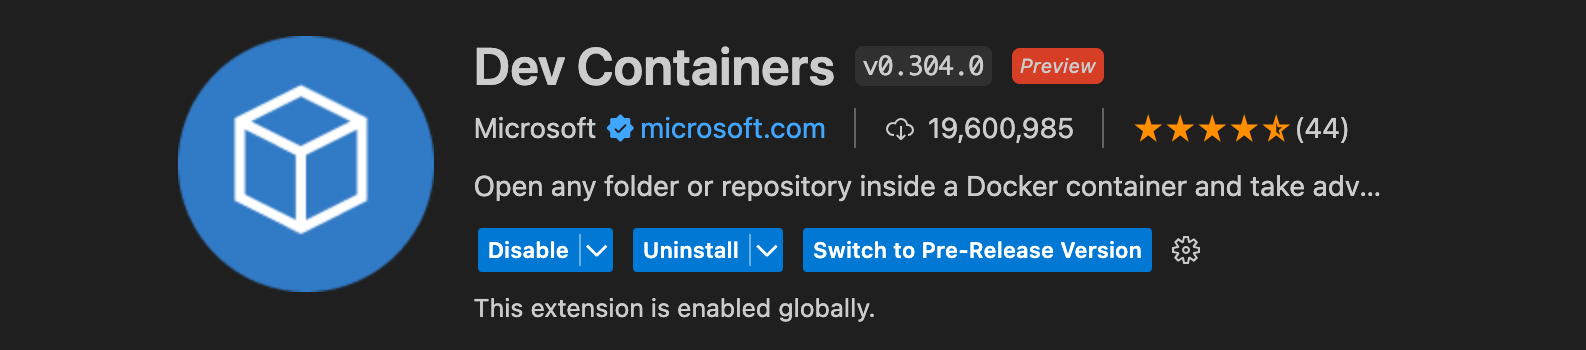 Dev Containers v0.304.0 Preview
Microsoft microsoft.com 19,600,985 (44)
Open any folder or repository inside a Docker container and take adv...
Disable Uninstall Switch to Pre-Release Version
This extension is enabled globally.